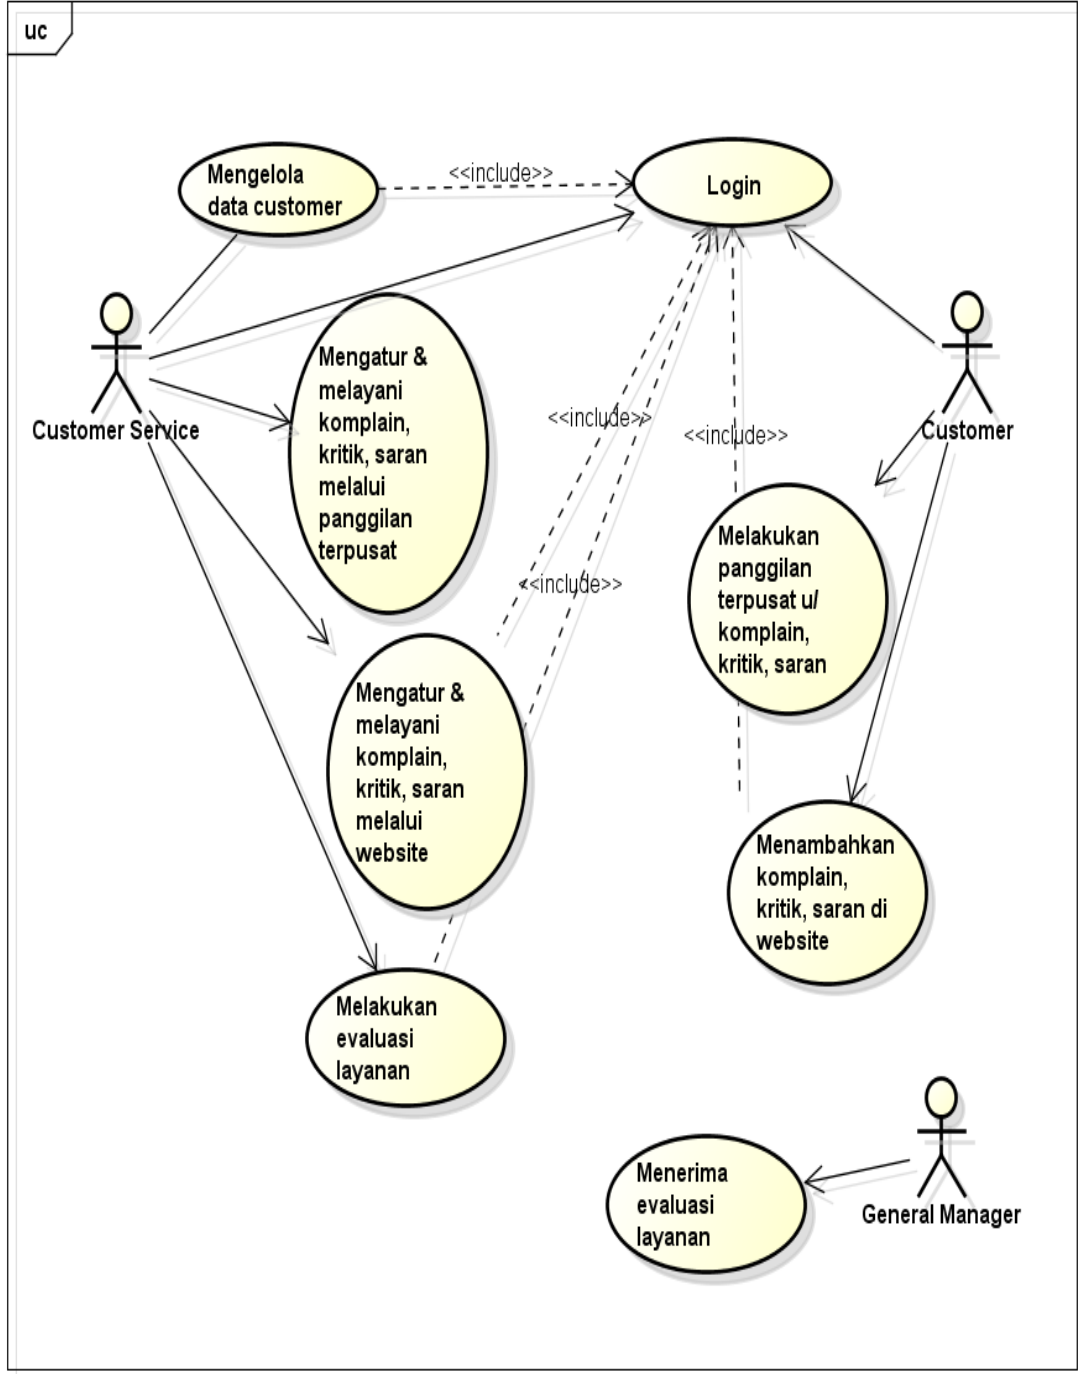 uc
Mengelola
data customer
<<include>>
Login
Customer Service
Mengatur &
melayani
komplain,
kritik, saran
melalui
panggilan
terpusat
<<include>>
<<include>>
Customer
Melakukan
panggilan
terpusat u/
komplain,
kritik, saran
<<include>>
Mengatur &
melayani
komplain,
kritik, saran
melalui
website
Menambahkan
komplain,
kritik, saran di
website
Melakukan
evaluasi
layanan
Menerima
evaluasi
layanan
General Manager